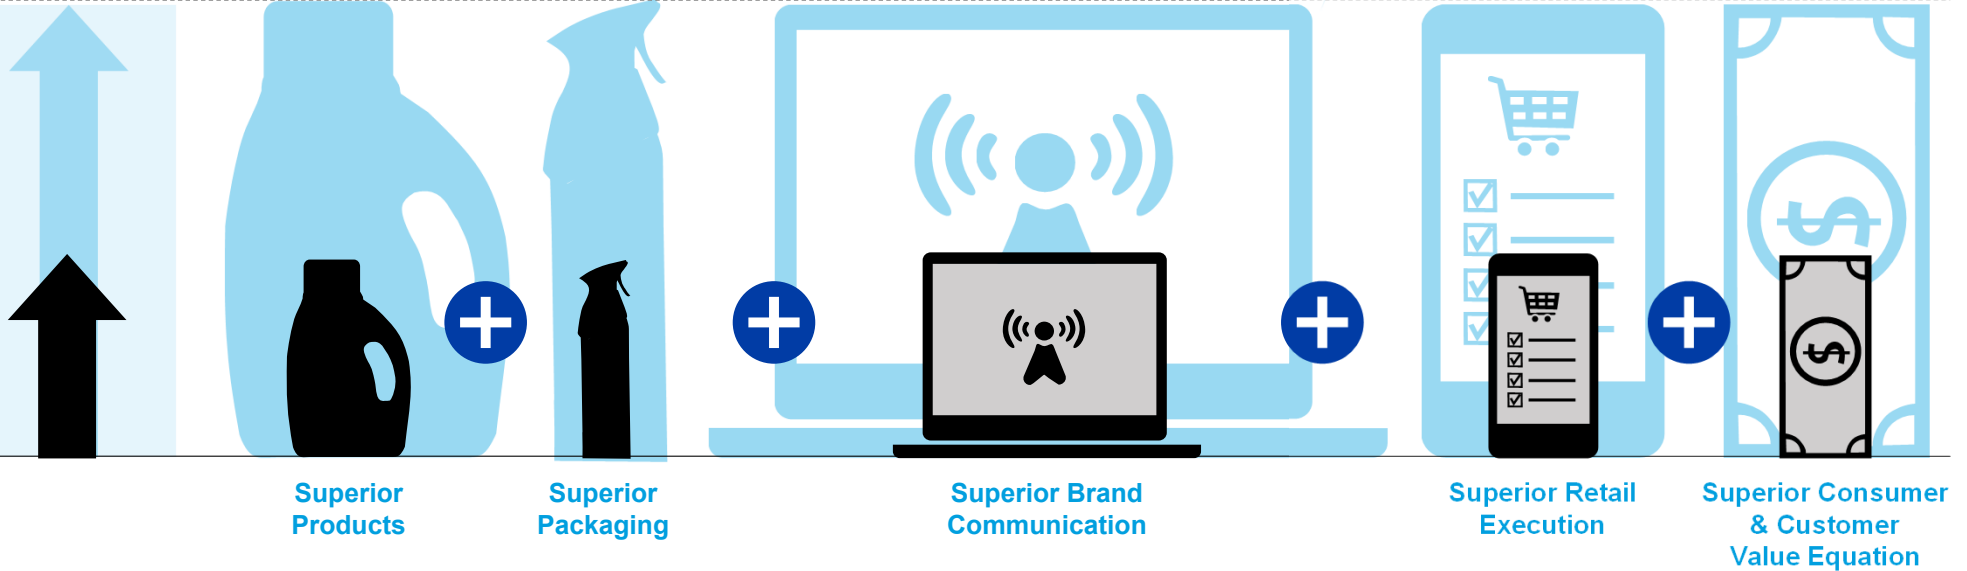 Superior
Products
Superior
Packaging
Superior Brand
Communication
Superior Retail
Execution
Superior Consumer
& Customer
Value Equation